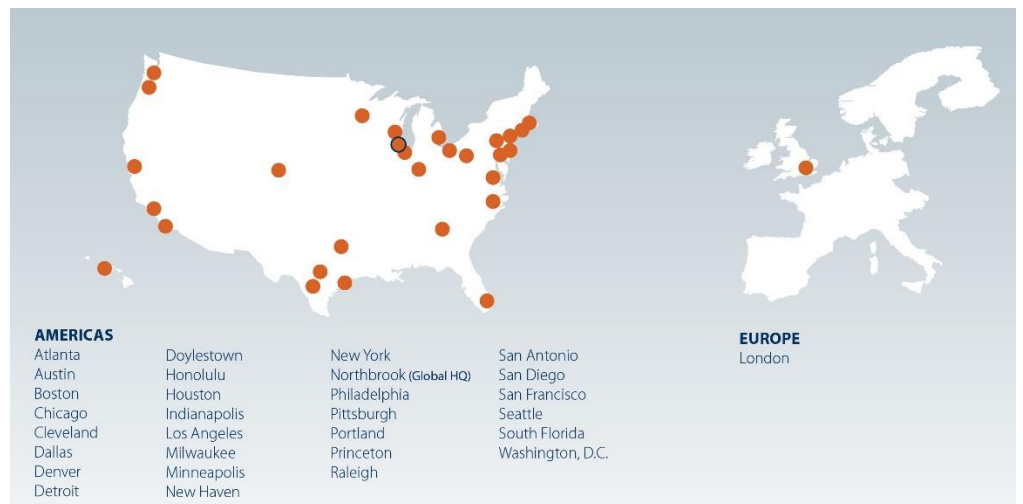 AMERICAS
Atlanta
Austin
Boston
Chicago
Cleveland
Dallas
Denver
Detroit
Doylestown
Honolulu
Houston
Indianapolis
Los Angeles
Milwaukee
Minneapolis
New Haven
New York
Northbrook (Global HQ)
Philadelphia
Pittsburgh
Portland
Princeton
Raleigh
San Antonio
San Diego
San Francisco
Seattle
South Florida
Washington, D.C.
EUROPE
London